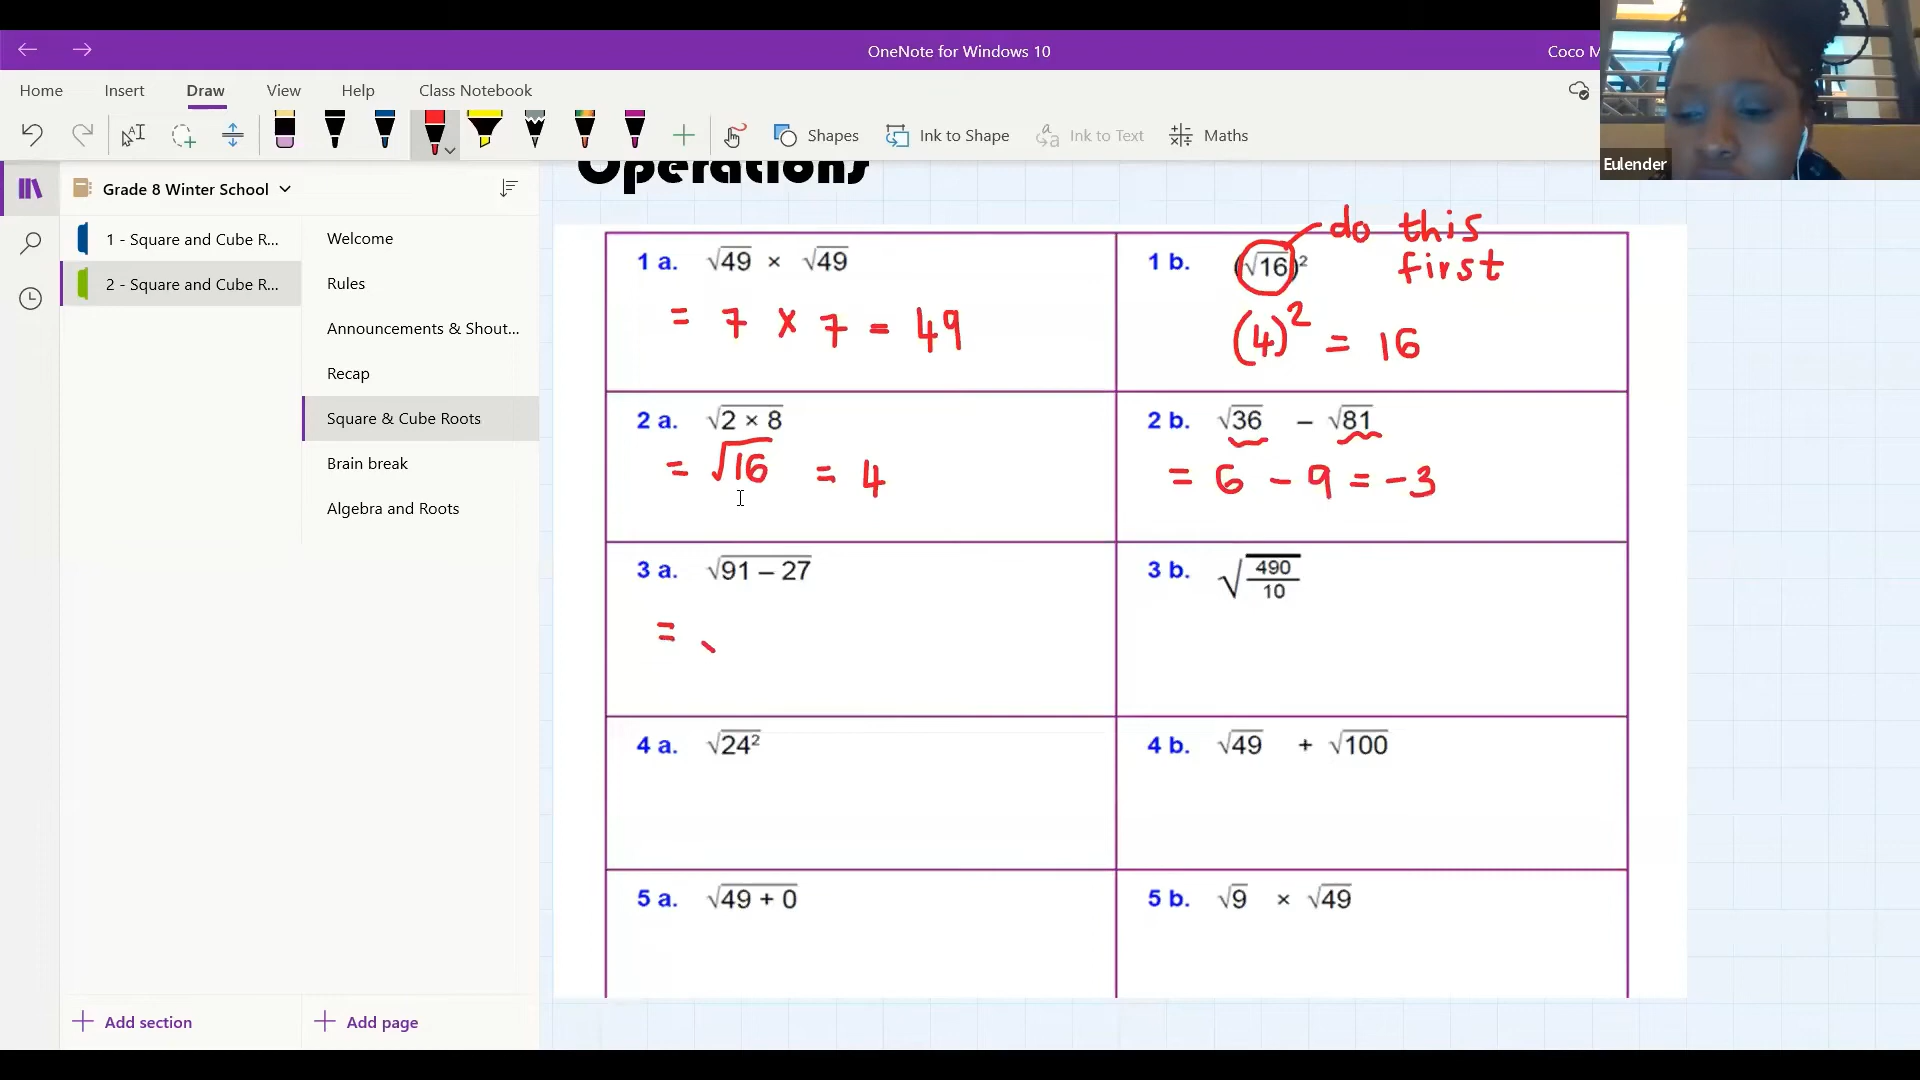 OneNote for Windows 10
Coco M
Home Insert Draw View Help Class Notebook
Shapes Ink to Shape Ink to Text Maths
Eulender
Operations
Grade 8 Winter School
1 - Square and Cube R...
2 - Square and Cube R...
Welcome
Rules
Announcements & Shout...
Recap
Square & Cube Roots
Brain break
Algebra and Roots
Add section
Add page
1 a. √49 × √49
= 7 × 7 = 49
1 b. (√16)²
do this
first
(4)² = 16
2 a. √2 × 8
= √16 = 4
2 b. √36 – √81
= 6 - 9 = -3
3 a. √91 – 27
=
3 b. √490/10
4 a. √24²
4 b. √49 + √100
5 a. √49 + 0
5 b. √9 × √49